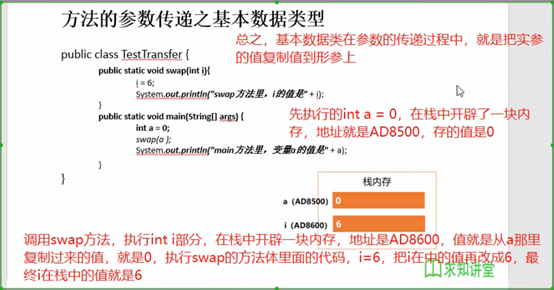 方法的参数传递之基本数据类型
总之，基本数据类在参数的传递过程中，就是把实参
的值复制值到形参上
public class TestTransfer {
public static void swap(int i){
i = 6;
System.out.println("swap方法里，i的值是" + i);
}
public static void main(String[] args) {
int a = 0;
swap(a );
System.out.println("main方法里，变量a的值是" + a);
}
}
先执行的int a = 0，在栈中开辟了一块内
存，地址就是AD8500，存的值是0
栈内存
a（AD8500） 0
i（AD8600） 6
调用swap方法，执行int i部分，在栈中开辟一块内存，地址是AD8600，值就是从a那里
复制过来的值，就是0，执行swap的方法体里面的代码，i=6，把i在中的值再改成6，最
终i在栈中的值就是6
求知讲堂